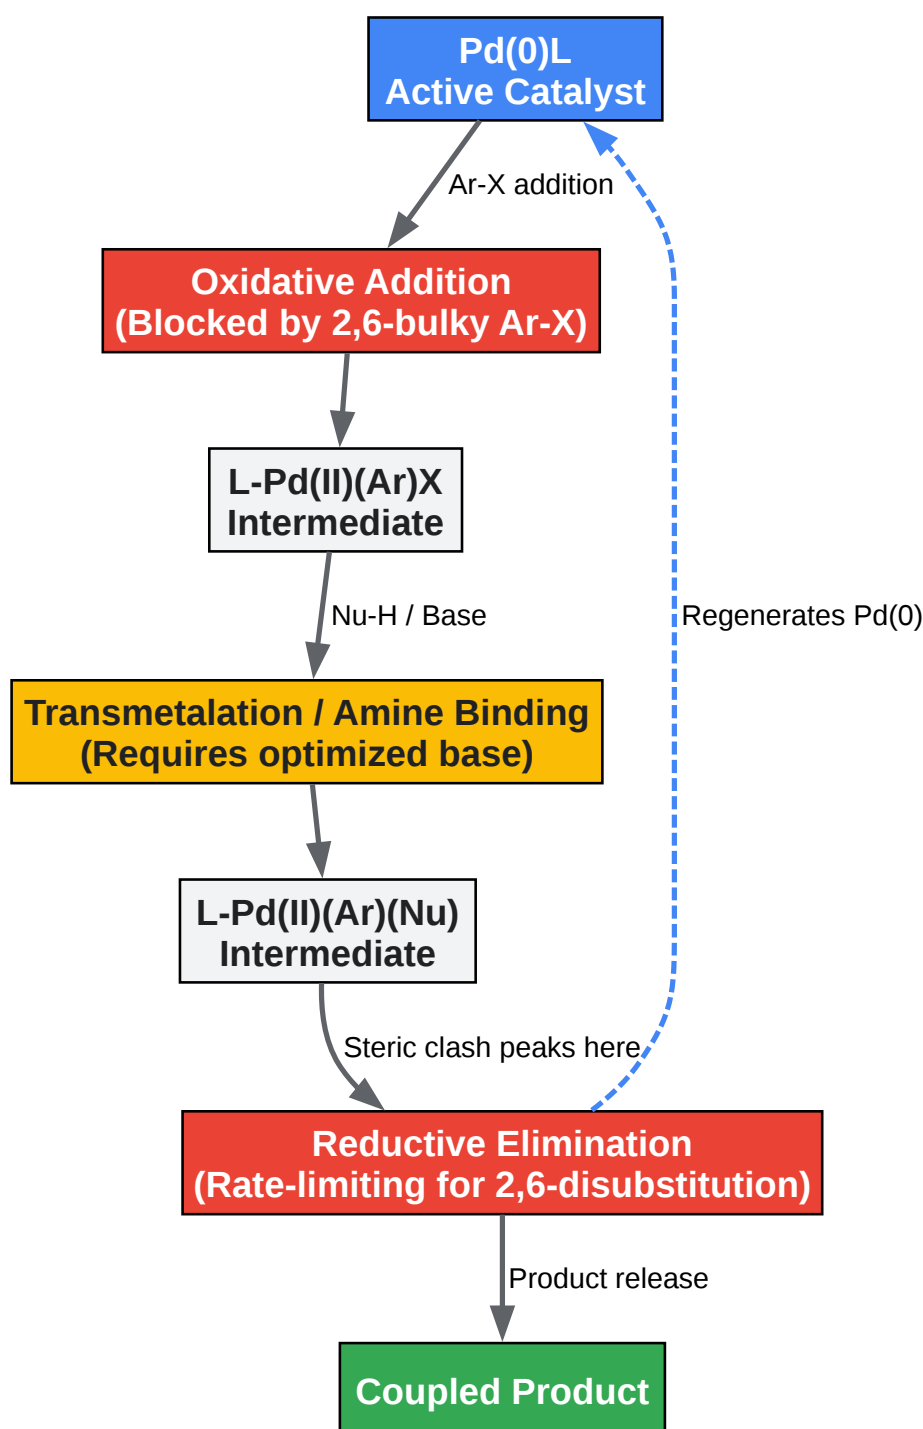 Pd(0)L
Active Catalyst
Ar-X addition
Oxidative Addition
(Blocked by 2,6-bulky Ar-X)
L-Pd(II)(Ar)X
Intermediate
Nu-H / Base
Regenerates Pd(0)
Transmetalation / Amine Binding
(Requires optimized base)
L-Pd(II)(Ar)(Nu)
Intermediate
Steric clash peaks here
Reductive Elimination
(Rate-limiting for 2,6-disubstitution)
Product release
Coupled Product